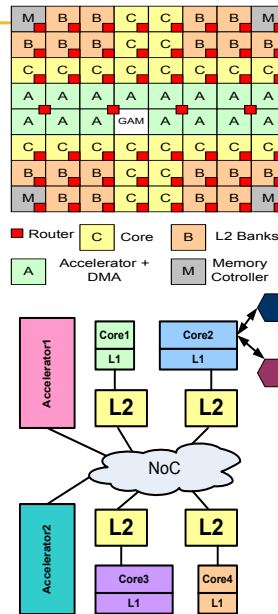 M B B C C B B M
B B B C C B B B
C C C C C C C C
A A A A A A A A
A A A GAM A A A A
C C C C C C C C
B B B C C B B B
M B B C C B B M
Router C Core B L2 Banks
A Accelerator + DMA M Memory Cotroller
Accelerator1
Core1
L1
Core2
L1
L2
L2
NoC
Accelerator2
L2
L2
Core3
L1
Core4
L1